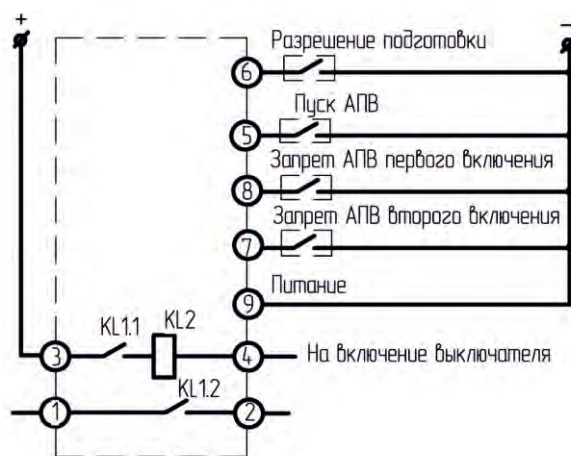 +
−
Разрешение подготовки
6
Пуск АПВ
5
Запрет АПВ первого включения
8
Запрет АПВ второго включения
7
Питание
9
KL1.1
KL2
3
4
На включение выключателя
KL1.2
1
2